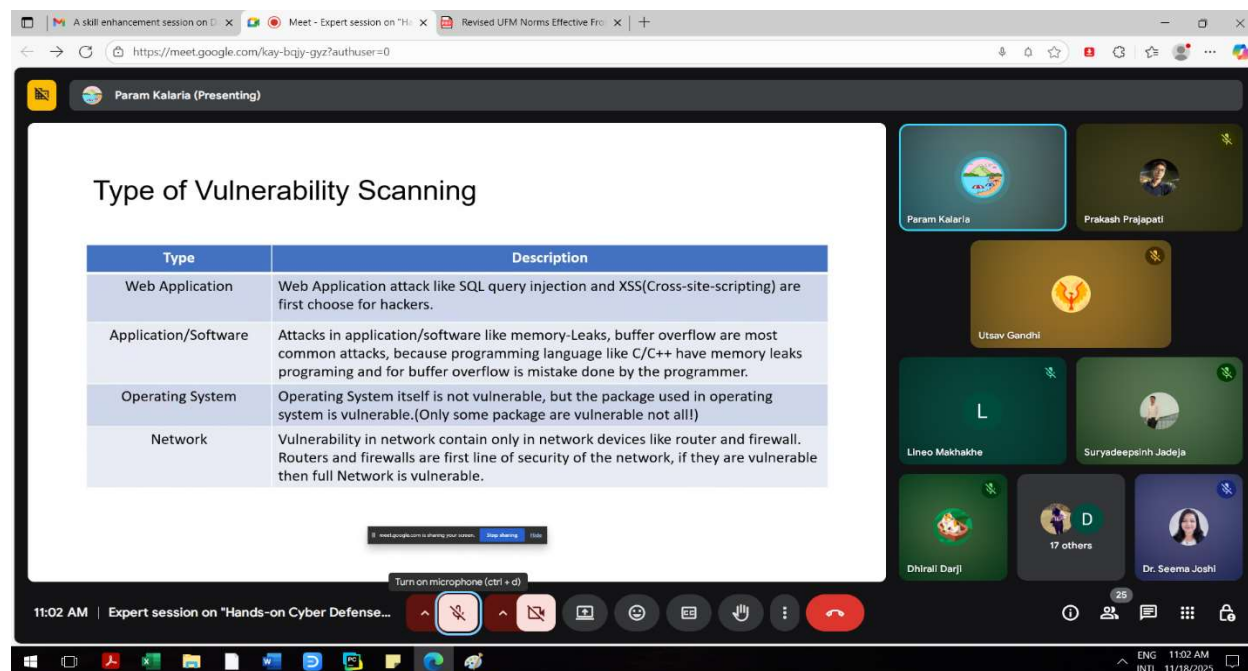 A skill enhancement session on D
Meet - Expert session on "Ha
Revised UFM Norms Effective Fro
https://meet.google.com/kay-bqjy-gyz?authuser=0
Param Kalaria (Presenting)
Type of Vulnerability Scanning
Type
Description
Web Application
Web Application attack like SQL query injection and XSS(Cross-site-scripting) are
first choose for hackers.
Application/Software
Attacks in application/software like memory-Leaks, buffer overflow are most
common attacks, because programming language like C/C++ have memory leaks
programing and for buffer overflow is mistake done by the programmer.
Operating System
Operating System itself is not vulnerable, but the package used in operating
system is vulnerable.(Only some package are vulnerable not all!)
Network
Vulnerability in network contain only in network devices like router and firewall.
Routers and firewalls are first line of security of the network, if they are vulnerable
then full Network is vulnerable.
meet.google.com is sharing your screen.
Stop sharing
Hide
Param Kalaria
Prakash Prajapati
Utsav Gandhi
L
Lineo Makhakhe
Suryadeepsinh Jadeja
Dhirali Darji
D
17 others
Dr. Seema Joshi
Turn on microphone (ctrl + d)
11:02 AM | Expert session on "Hands-on Cyber Defense...
CC
25
PC
ENG
INTL
11:02 AM
11/18/2025